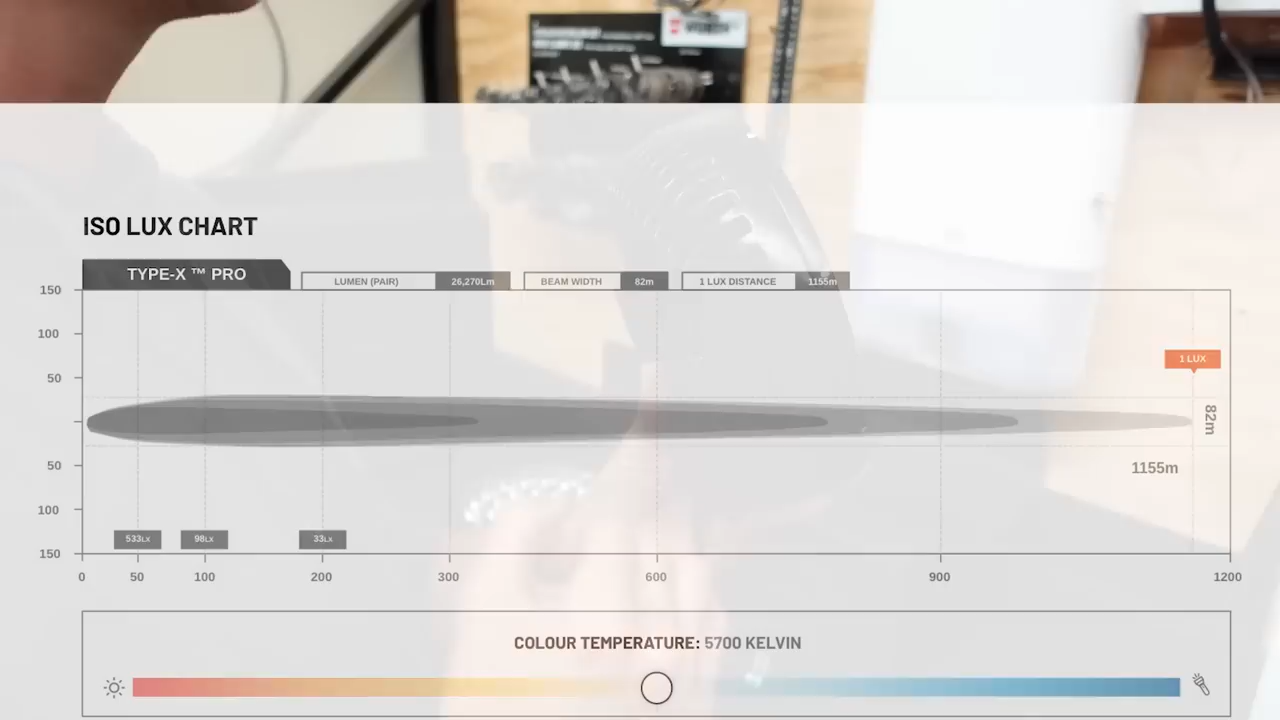 ISO LUX CHART
TYPE-X ™ PRO
LUMEN (PAIR) 26,270Lm BEAM WIDTH 82m 1 LUX DISTANCE 1155m
150
100
50
50
100
150
1 LUX
82m
1155m
533LX 98LX 33LX
0 50 100 200 300 600 900 1200
COLOUR TEMPERATURE: 5700 KELVIN